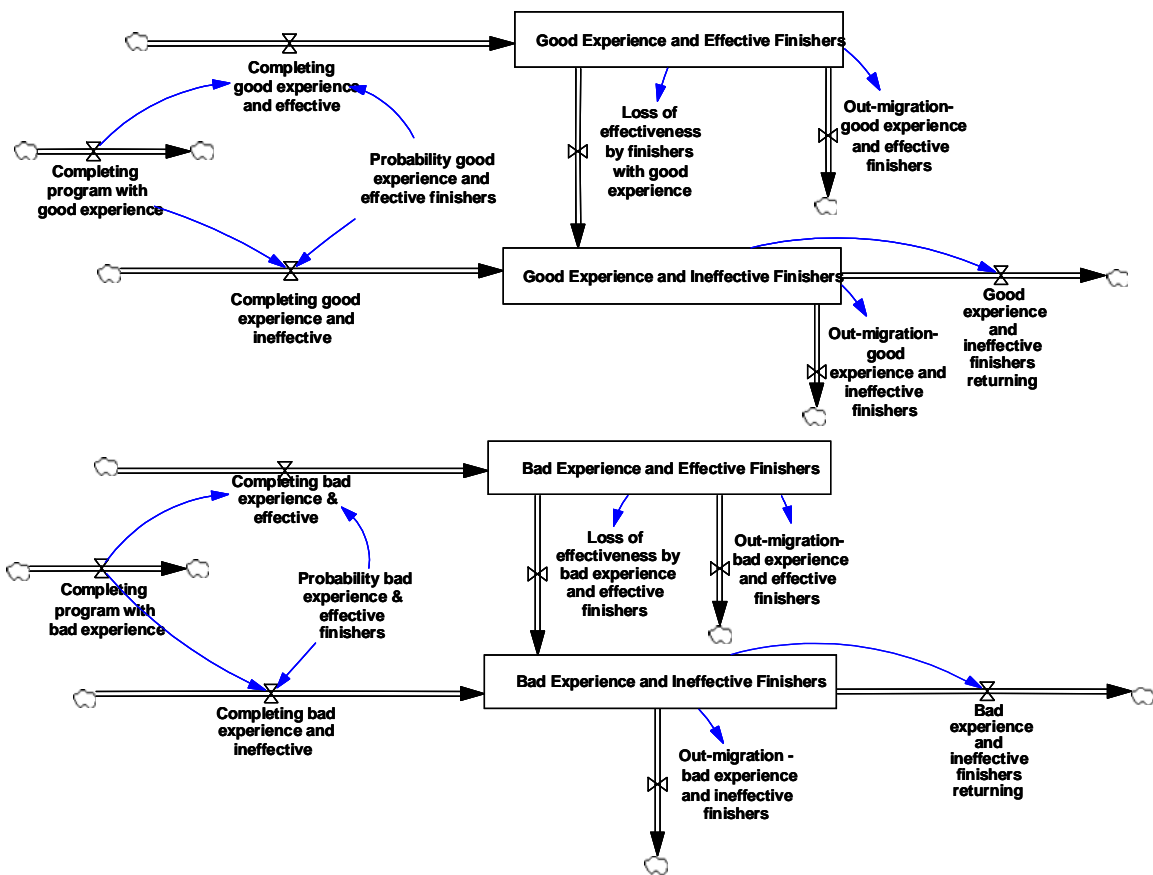 Good Experience and Effective Finishers
Completing
good experience
and effective
Loss of
effectiveness
by finishers
with good
experience
Out-migration-
good experience
and effective
finishers
Completing
program with
good experience
Probability good
experience and
effective finishers
Good Experience and Ineffective Finishers
Completing good
experience and
ineffective
Out-migration-
good
experience and
ineffective
finishers
Good
experience
and
ineffective
finishers
returning
Bad Experience and Effective Finishers
Completing bad
experience &
effective
Loss of
effectiveness by
bad experience
and effective
finishers
Out-migration-
bad experience
and effective
finishers
Completing
program with
bad experience
Probability bad
experience &
effective
finishers
Bad Experience and Ineffective Finishers
Completing bad
experience and
ineffective
Out-migration -
bad experience
and ineffective
finishers
Bad
experience
and
ineffective
finishers
returning